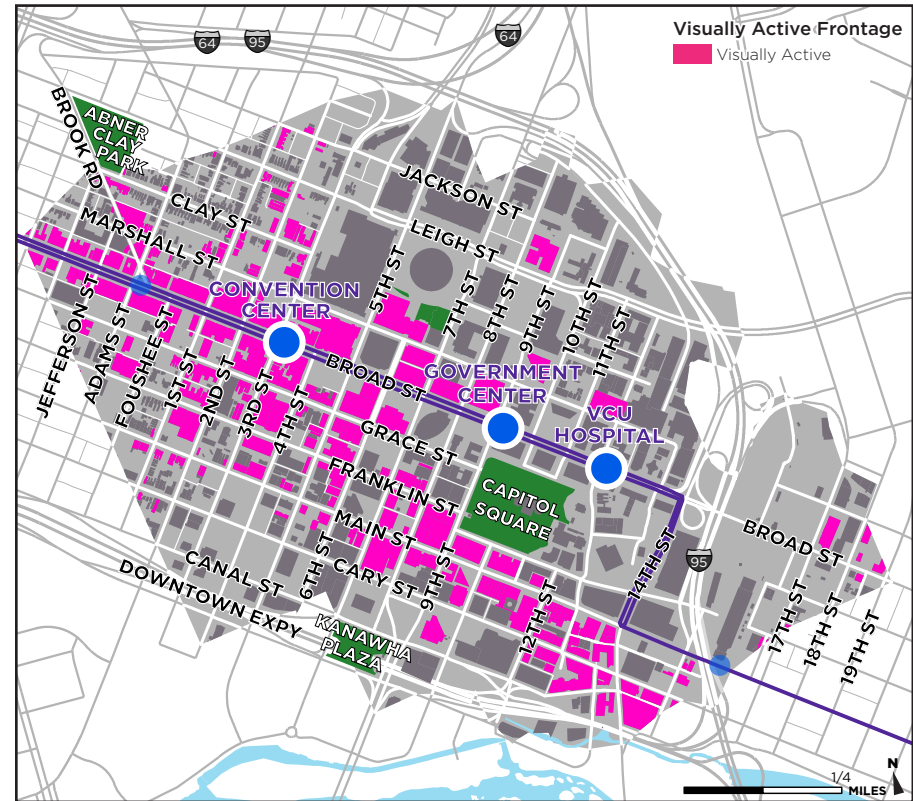 Visually Active Frontage
Visually Active
64
95
64
BROOK RD
ABNER
CLAY
PARK
JACKSON ST
CLAY ST
LEIGH ST
MARSHALL ST
CONVENTION
CENTER
5TH ST
7TH ST
8TH ST
9TH ST
10TH ST
11TH ST
JEFFERSON ST
ADAMS ST
FOUSHEE ST
1ST ST
2ND ST
3RD ST
4TH ST
BROAD ST
GOVERNMENT
CENTER
VCU
HOSPITAL
GRACE ST
FRANKLIN ST
CAPITOL
SQUARE
MAIN ST
14TH ST
BROAD ST
95
CANAL ST
6TH ST
CARY ST
9TH ST
12TH ST
17TH ST
18TH ST
19TH ST
DOWNTOWN EXPY
KANAWHA
PLAZA
1/4
MILES
N